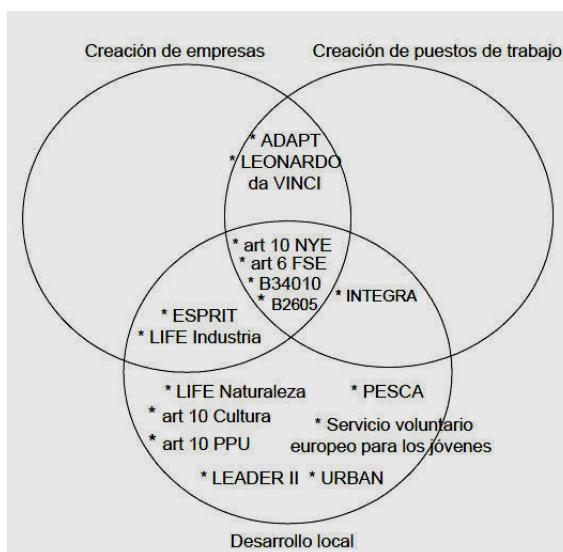 Creación de empresas
Creación de puestos de trabajo
* ADAPT
* LEONARDO
da VINCI
* art 10 NYE
* art 6 FSE
* B34010
* B2605
* INTEGRA
* ESPRIT
* LIFE Industria
* LIFE Naturaleza
* PESCA
* art 10 Cultura
* Servicio voluntario
europeo para los jóvenes
* art 10 PPU
* LEADER II
* URBAN
Desarrollo local